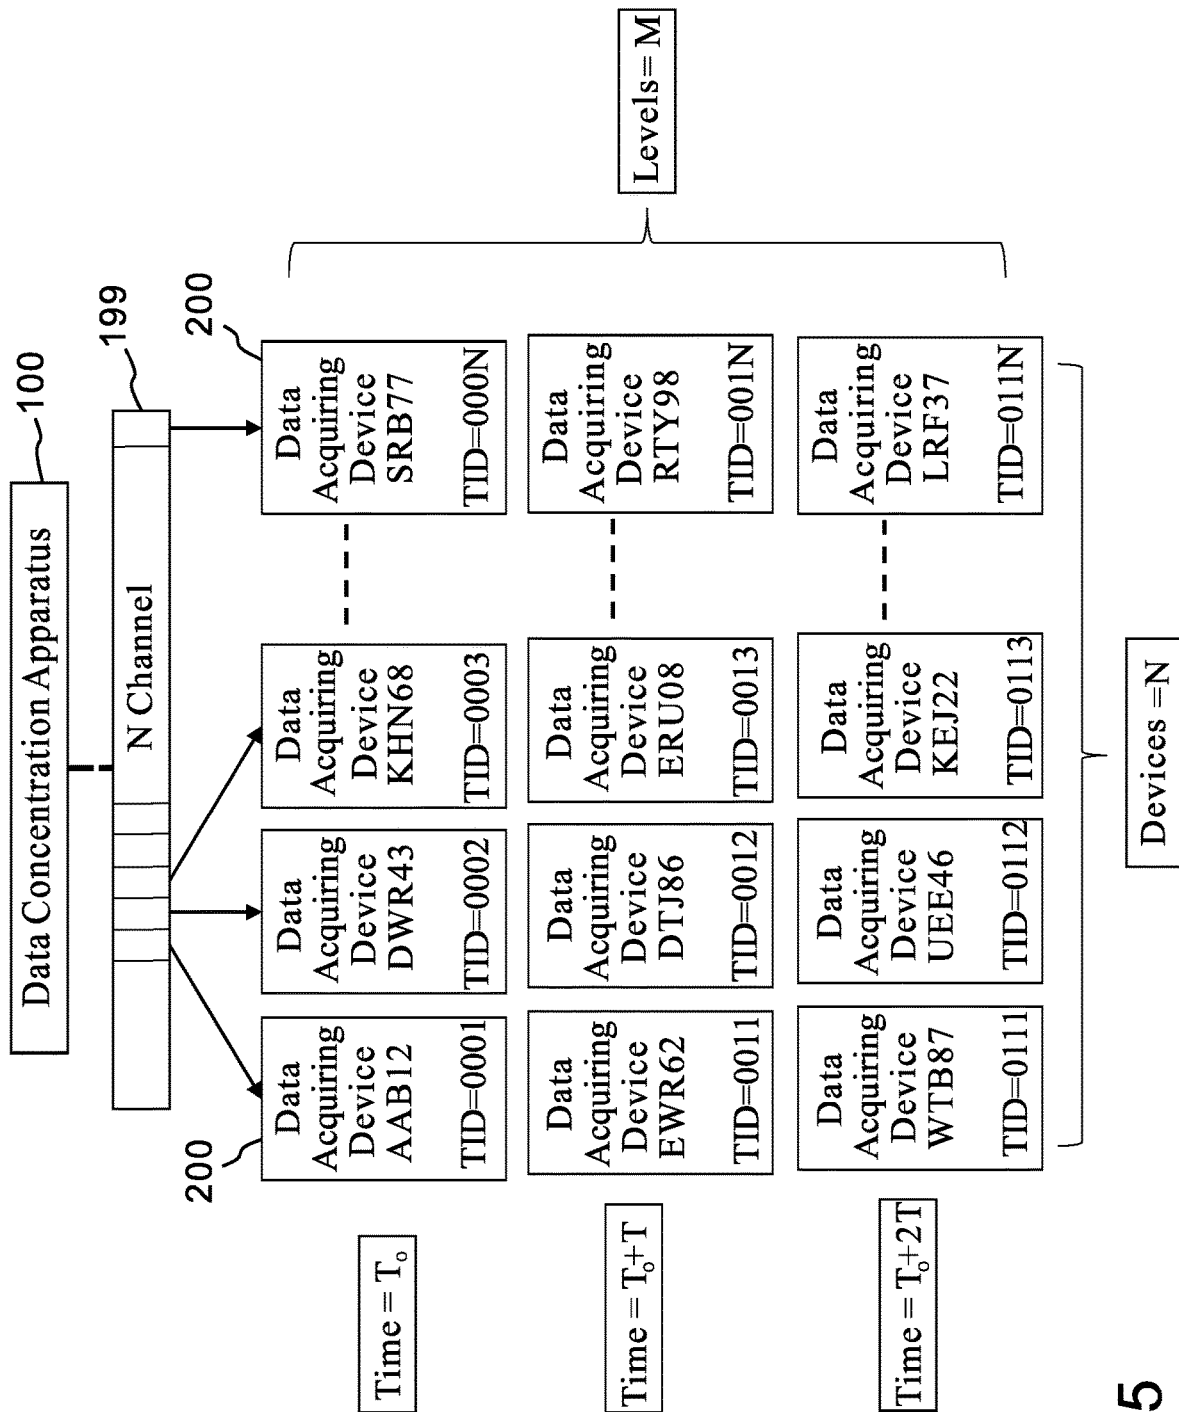 Data Concentration Apparatus
100
N Channel
199
200
200
Time = To
Data
Acquiring
Device
AAB12
TID=0001
Data
Acquiring
Device
DWR43
TID=0002
Data
Acquiring
Device
KHN68
TID=0003
Data
Acquiring
Device
SRB77
TID=000N
Time = To+T
Data
Acquiring
Device
EWR62
TID=0011
Data
Acquiring
Device
DTJ86
TID=0012
Data
Acquiring
Device
ERU08
TID=0013
Data
Acquiring
Device
RTY98
TID=001N
Time = To+2T
Data
Acquiring
Device
WTB87
TID=0111
Data
Acquiring
Device
UEE46
TID=0112
Data
Acquiring
Device
KEJ22
TID=0113
Data
Acquiring
Device
LRF37
TID=011N
Levels= M
Devices =N
5